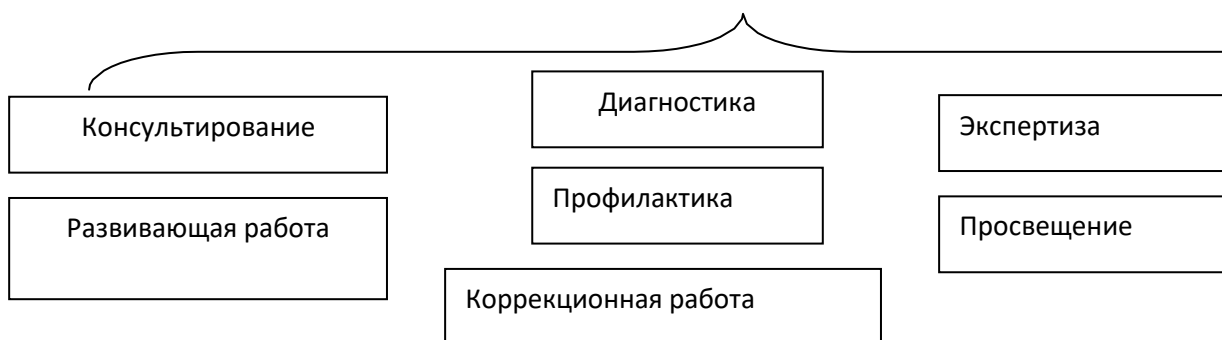 Консультирование
Диагностика
Экспертиза
Развивающая работа
Профилактика
Просвещение
Коррекционная работа